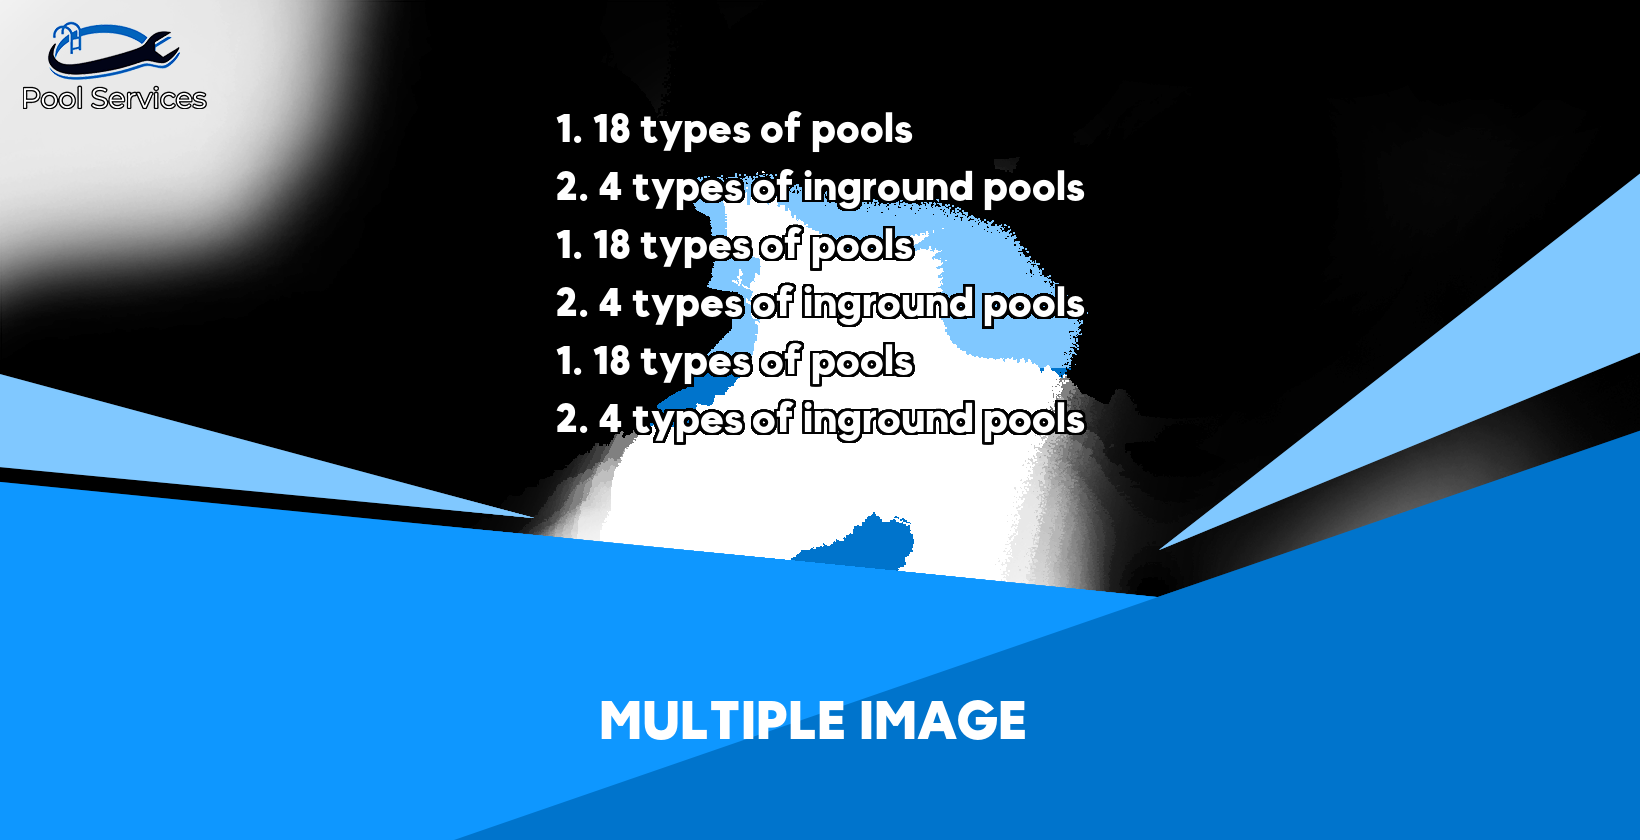 Pool Services
1. 18 types of pools
2. 4 types of inground pools
1. 18 types of pools
2. 4 types of inground pools
1. 18 types of pools
2. 4 types of inground pools
MULTIPLE IMAGE